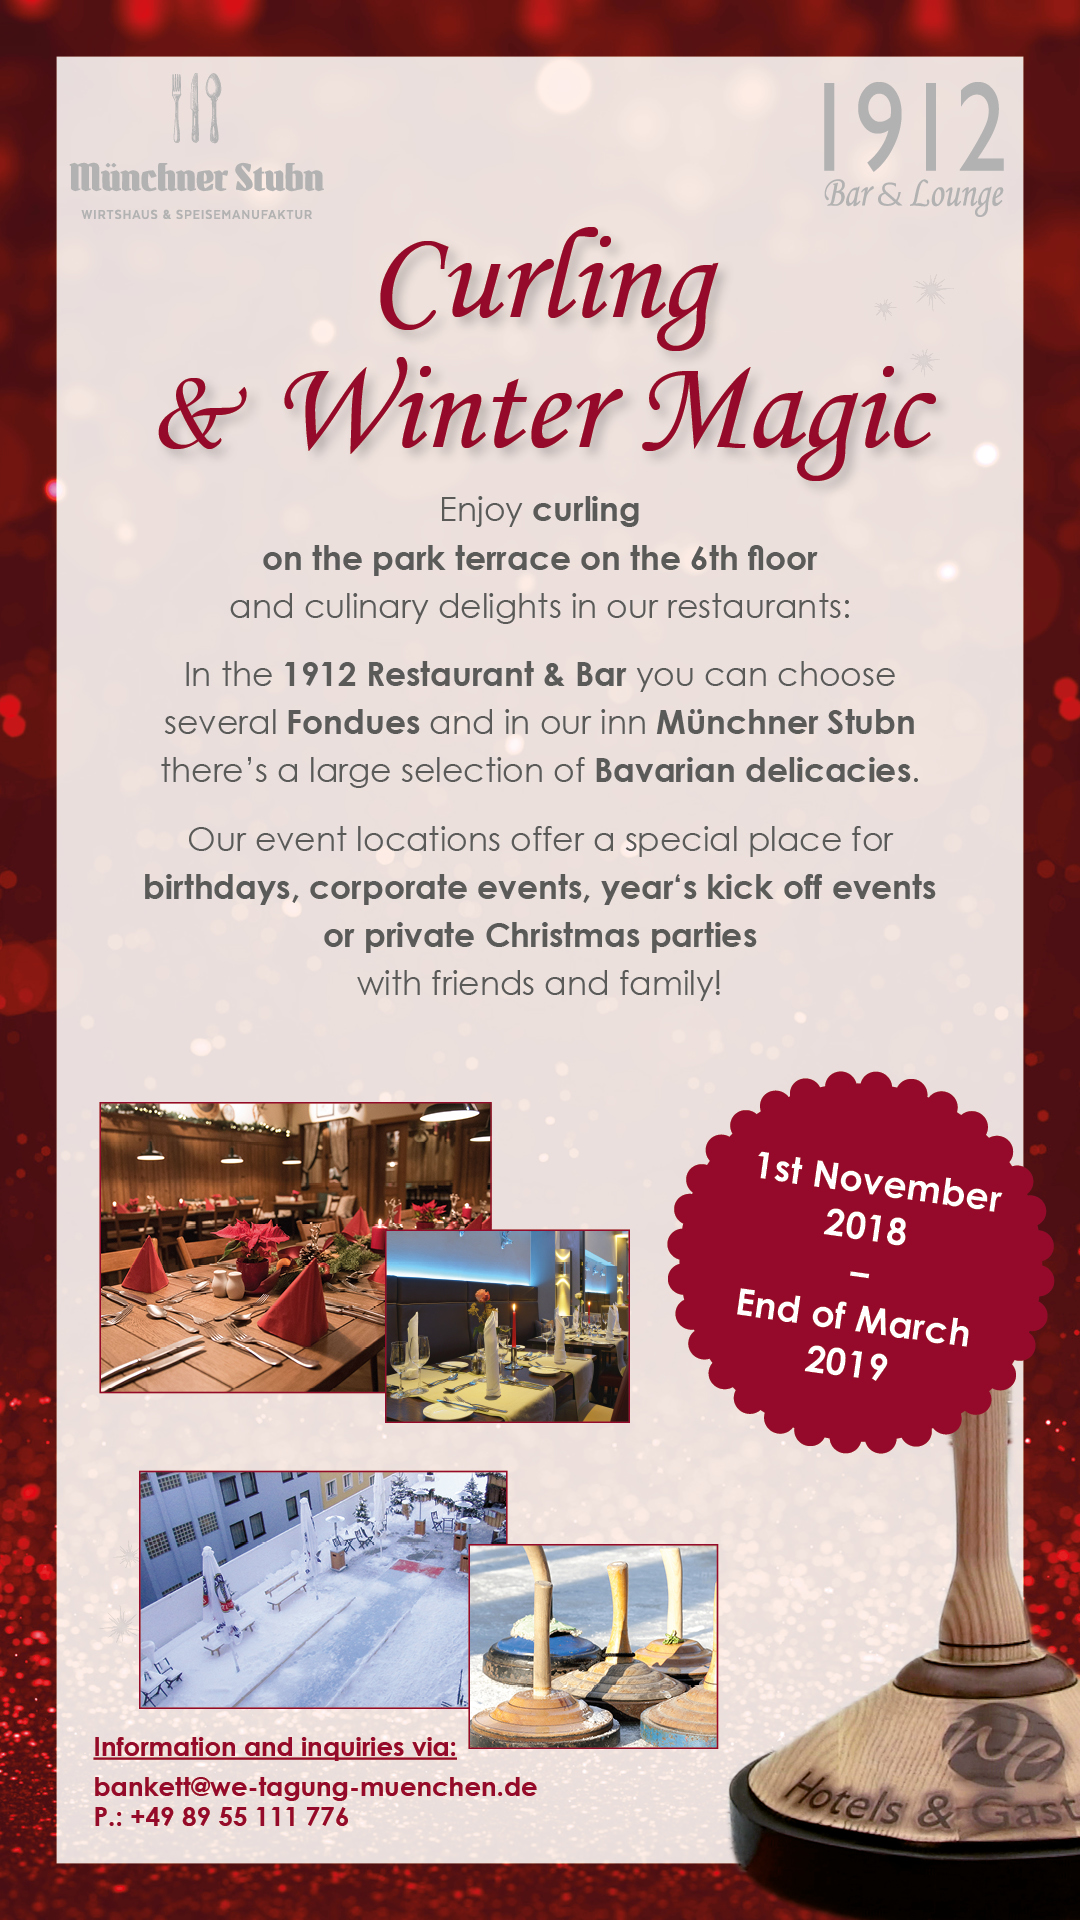 Münchner Stubn
WIRTSHAUS & SPEISEMANUFAKTUR
1912
Bar & Lounge
Curling
& Winter Magic
Enjoy curling
on the park terrace on the 6th floor
and culinary delights in our restaurants:
In the 1912 Restaurant & Bar you can choose
several Fondues and in our inn Münchner Stubn
there’s a large selection of Bavarian delicacies.
Our event locations offer a special place for
birthdays, corporate events, year‘s kick off events
or private Christmas parties
with friends and family!
1st November
2018
–
End of March
2019
Information and inquiries via:
bankett@we-tagung-muenchen.de
P.: +49 89 55 111 776
Hotels & Gast